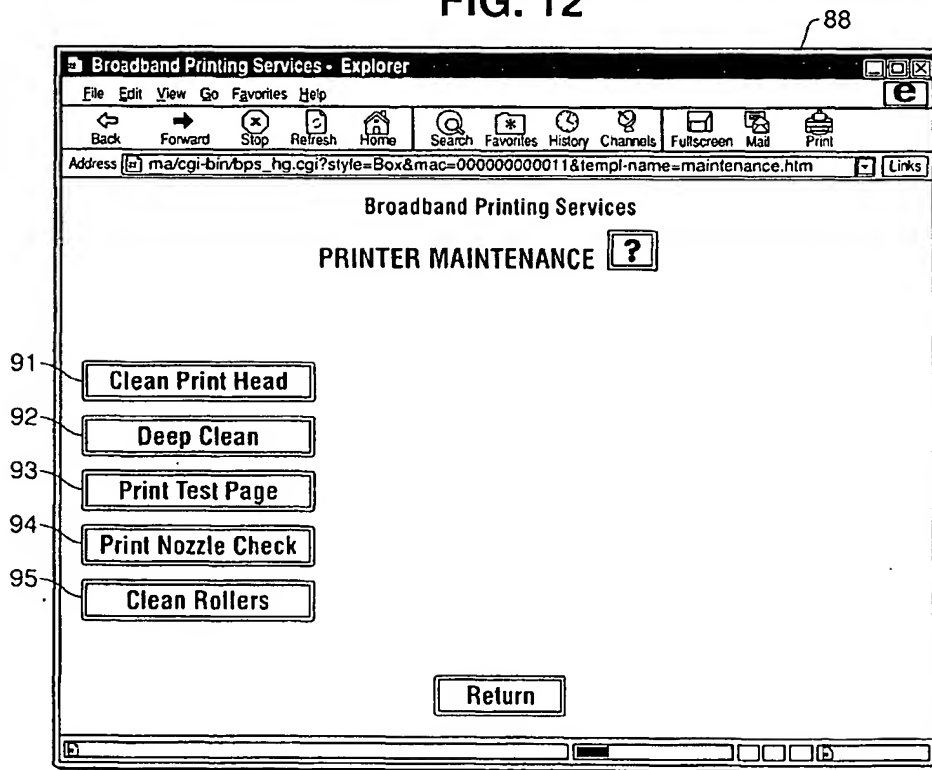 FIG. 12
88
Broadband Printing Services - Explorer
File Edit View Go Favorites Help
e
Back Forward Stop Refresh Home Search Favorites History Channels Fullscreen Mail Print
Address ma/cgi-bin/bps_hg.cgi?style=Box&mac=000000000011&templ-name=maintenance.htm Links
Broadband Printing Services
PRINTER MAINTENANCE ?
91 Clean Print Head
92 Deep Clean
93 Print Test Page
94 Print Nozzle Check
95 Clean Rollers
Return